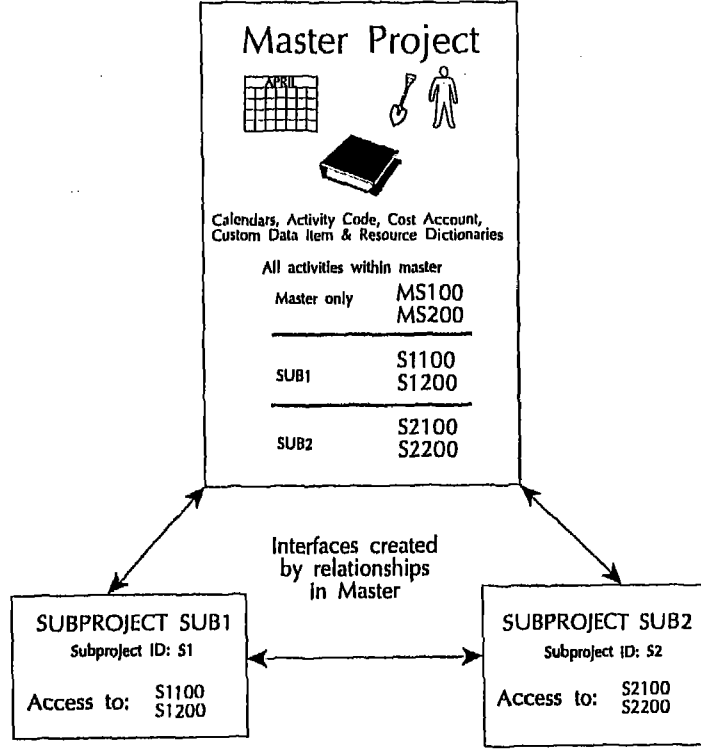 Master Project
APRIL
Calendars, Activity Code, Cost Account,
Custom Data Item & Resource Dictionaries
All activities within master
Master only MS100
MS200
SUB1 S1100
S1200
SUB2 S2100
S2200
Interfaces created
by relationships
in Master
SUBPROJECT SUB1
Subproject ID: S1
Access to: S1100
S1200
SUBPROJECT SUB2
Subproject ID: S2
Access to: S2100
S2200